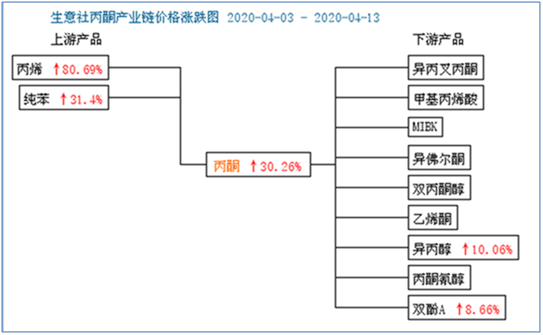 生意社丙酮产业链价格涨跌图 2020-04-03 - 2020-04-13
上游产品
下游产品
丙烯 ↑80.69%
纯苯 ↑31.4%
丙酮 ↑30.26%
异丙叉丙酮
甲基丙烯酸
MIBK
异佛尔酮
双丙酮醇
乙烯酮
异丙醇 ↑10.06%
丙酮氰醇
双酚A ↑8.66%